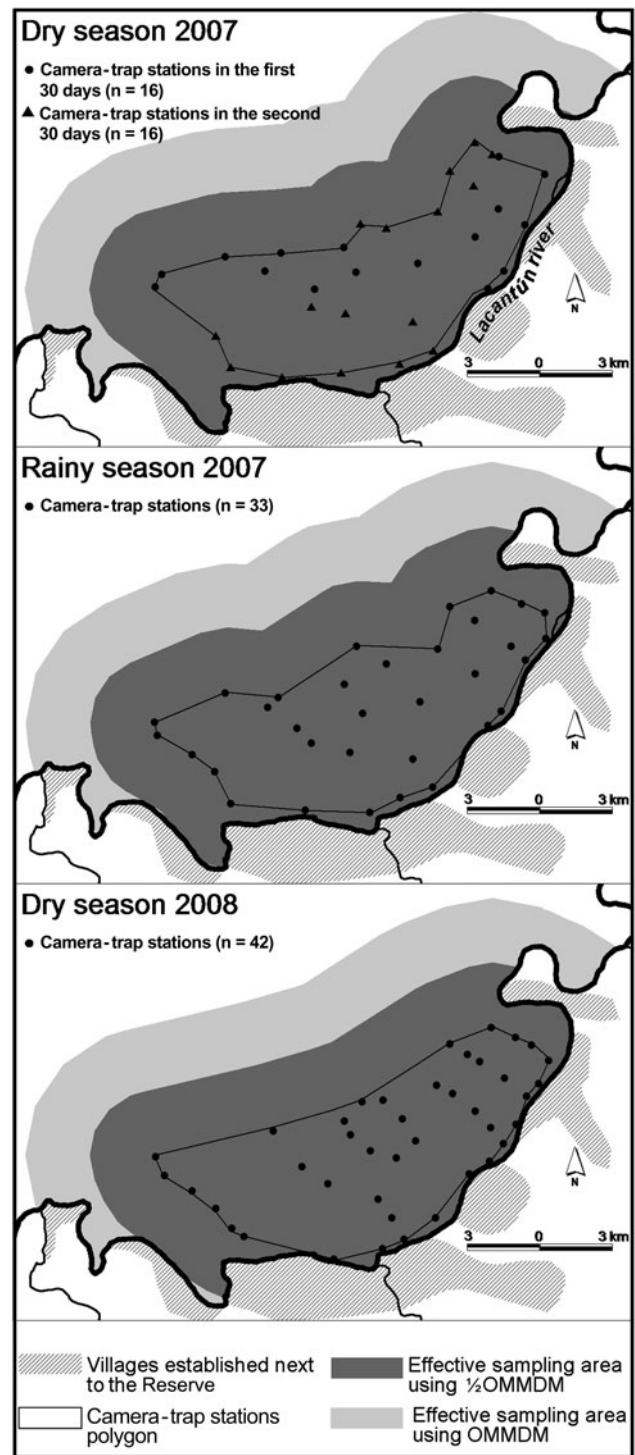 Dry season 2007
● Camera-trap stations in the first
30 days (n = 16)
▲ Camera-trap stations in the second
30 days (n = 16)
Lacantún river
N
3 0 3 km
Rainy season 2007
● Camera-trap stations (n = 33)
N
3 0 3 km
Dry season 2008
● Camera-trap stations (n = 42)
N
3 0 3 km
Villages established next
to the Reserve
Effective sampling area
using ½OMMDM
Camera-trap stations
polygon
Effective sampling area
using OMMDM